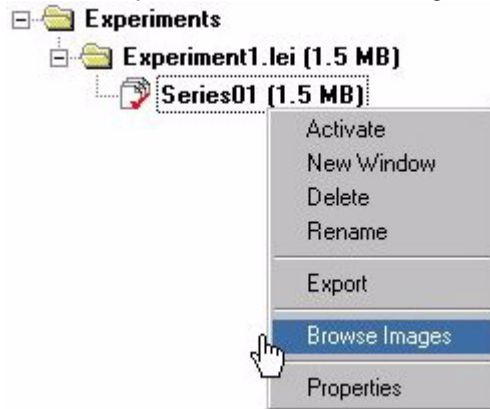 Experiments
Experiment1.lei (1.5 MB)
Series01 (1.5 MB)
Activate
New Window
Delete
Rename
Export
Browse Images
Properties